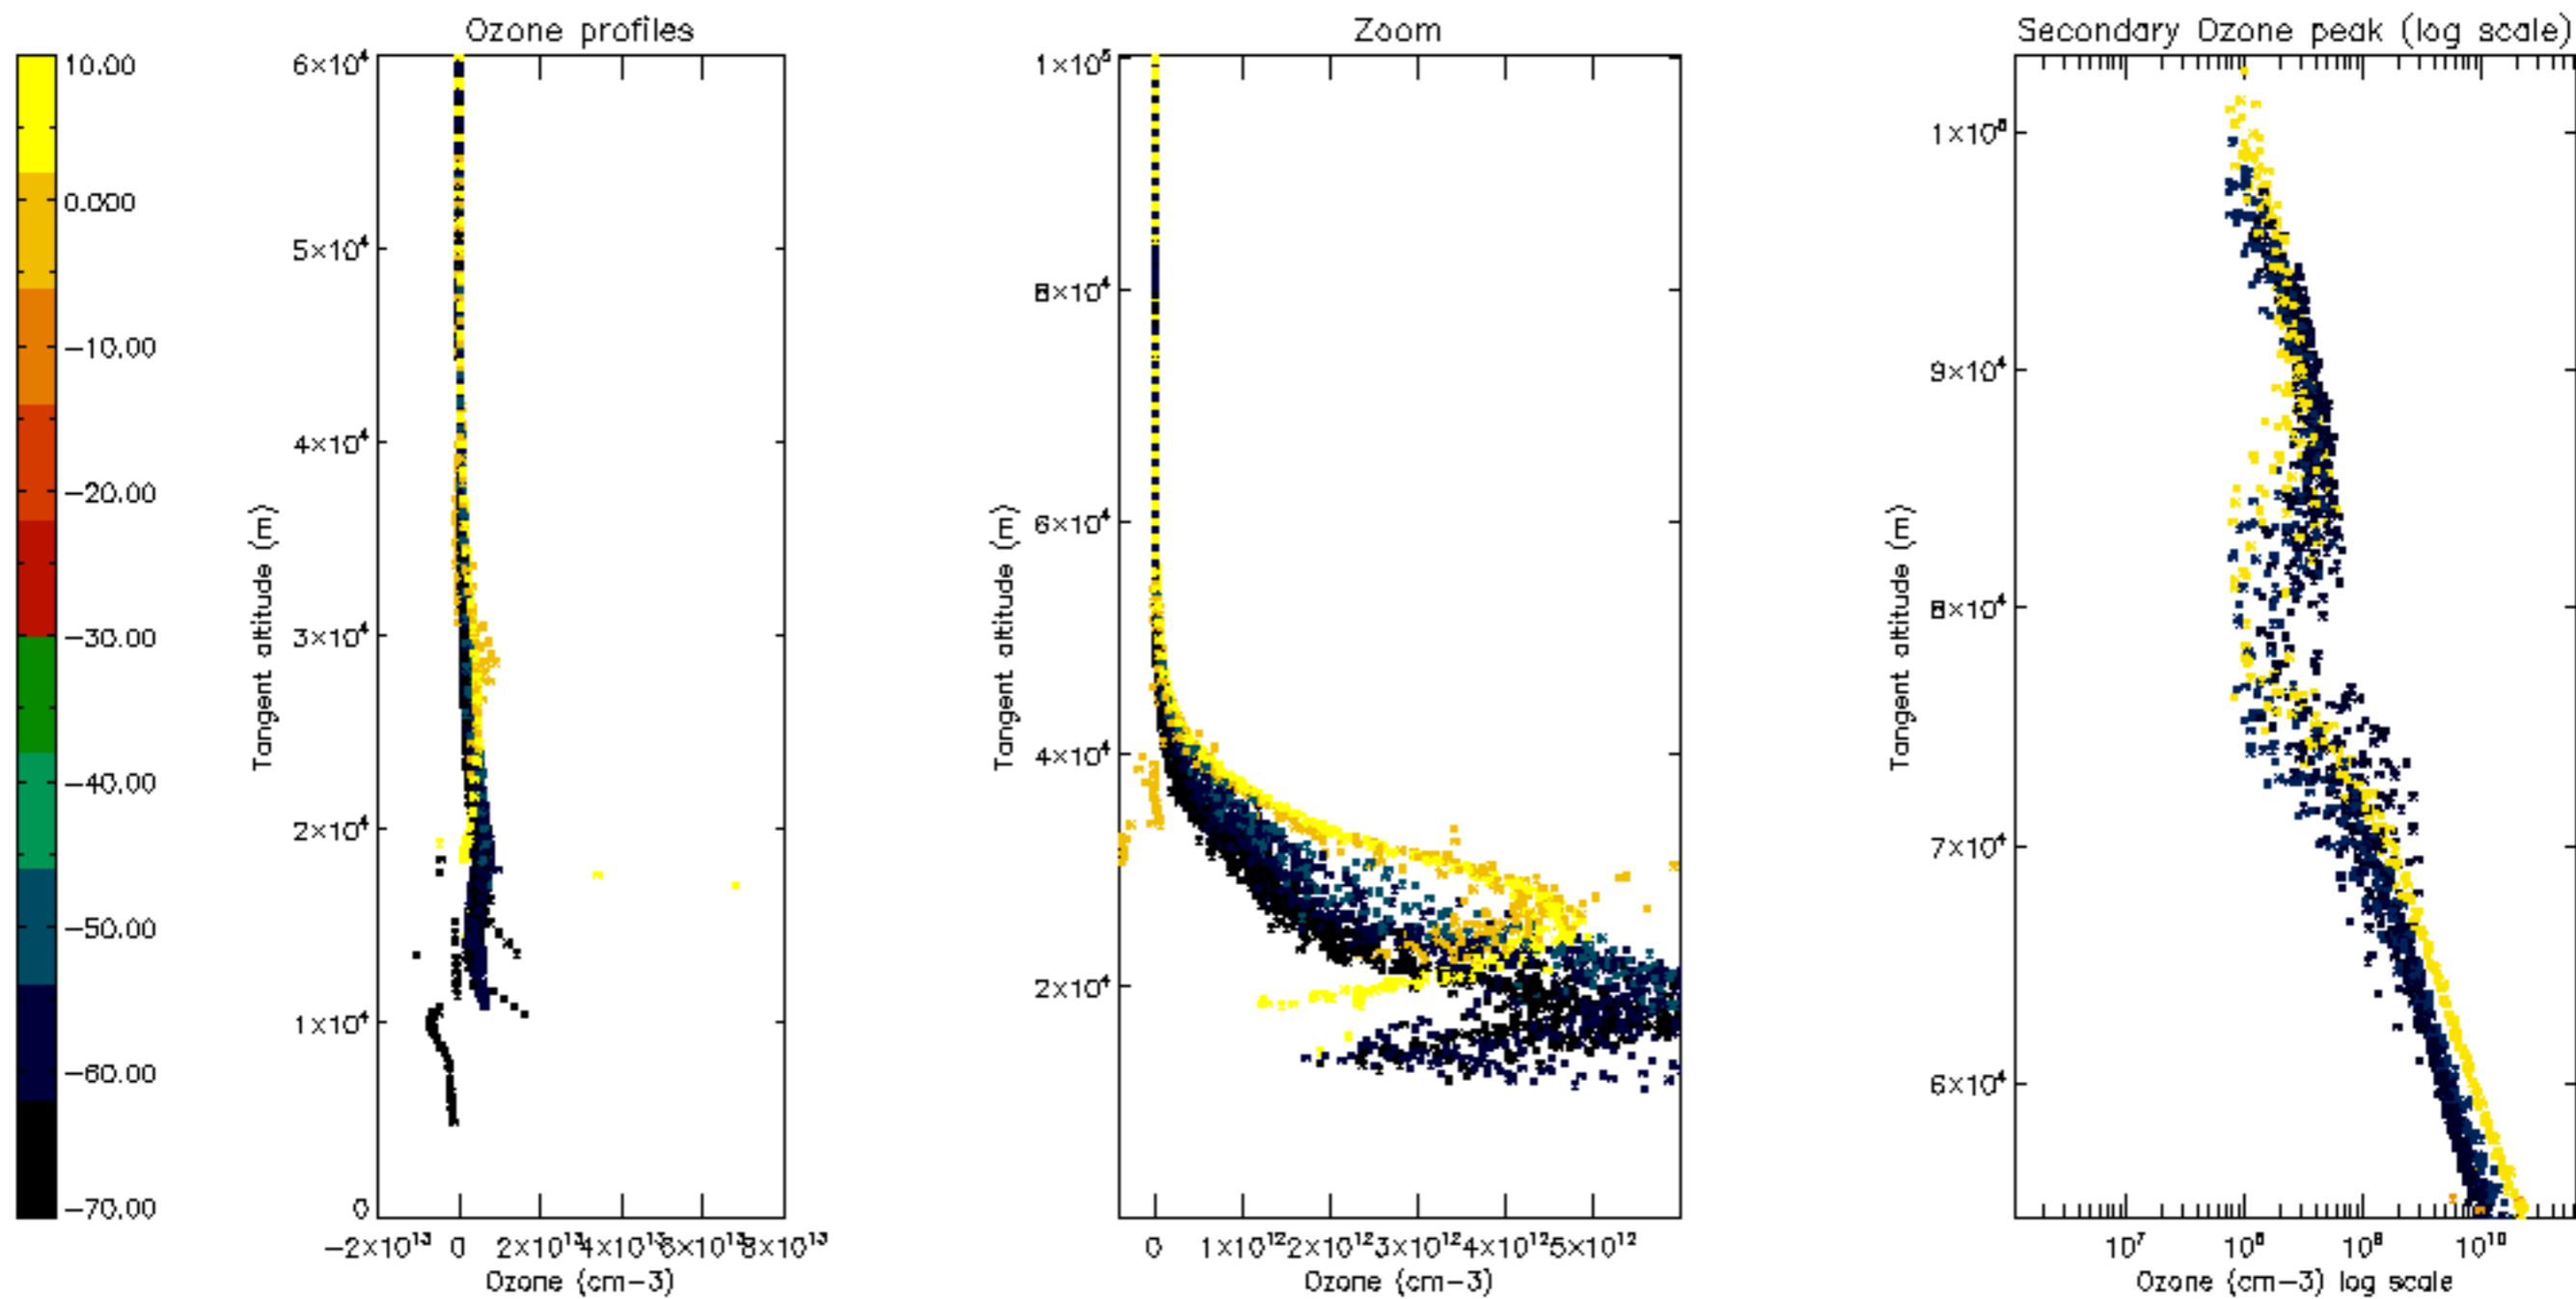 Ozone profiles
Zoom
Secondary Ozone peak (log scale)
10.00
0.000
−10.00
−20.00
−30.00
−40.00
−50.00
−60.00
−70.00
6×10⁴
5×10⁴
4×10⁴
3×10⁴
2×10⁴
1×10⁴
0
Tangent altitude (m)
−2×10¹³ 0 2×10¹³ 4×10¹³ 6×10¹³ 8×10¹³
Ozone (cm−3)
1×10⁵
8×10⁴
6×10⁴
4×10⁴
2×10⁴
Tangent altitude (m)
0 1×10¹² 2×10¹² 3×10¹² 4×10¹² 5×10¹²
Ozone (cm−3)
1×10⁵
9×10⁴
8×10⁴
7×10⁴
6×10⁴
Tangent altitude (m)
10⁷ 10⁸ 10⁹ 10¹⁰
Ozone (cm−3) log scale